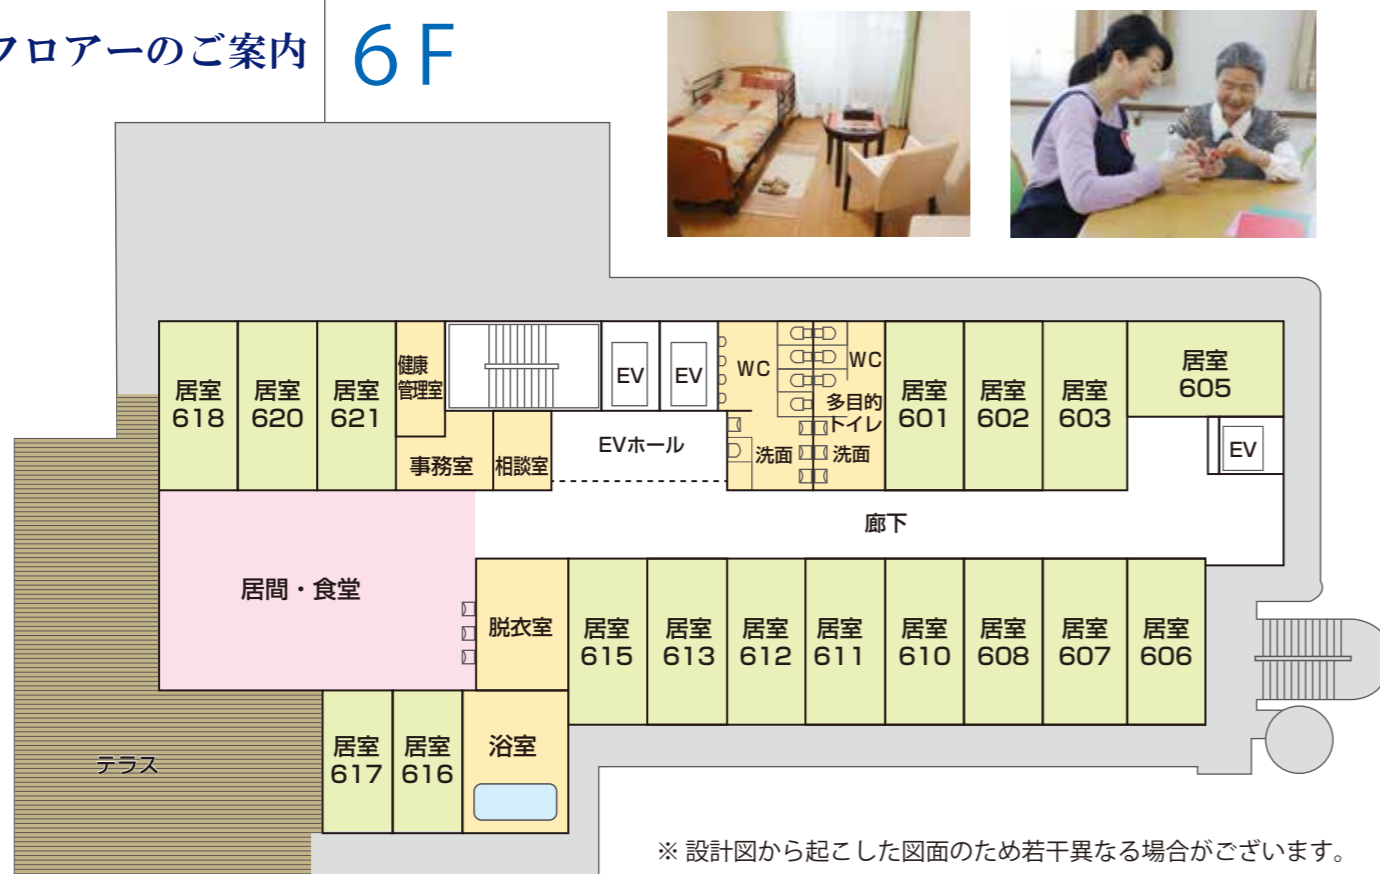 フロアーのご案内
6F
居室
618
居室
620
居室
621
健康
管理室
事務室
相談室
EV
EV
EVホール
WC
WC
多目的
トイレ
洗面
洗面
居室
601
居室
602
居室
603
居室
605
EV
廊下
居間・食堂
脱衣室
居室
615
居室
613
居室
612
居室
611
居室
610
居室
608
居室
607
居室
606
テラス
居室
617
居室
616
浴室
※ 設計図から起こした図面のため若干異なる場合がございます。